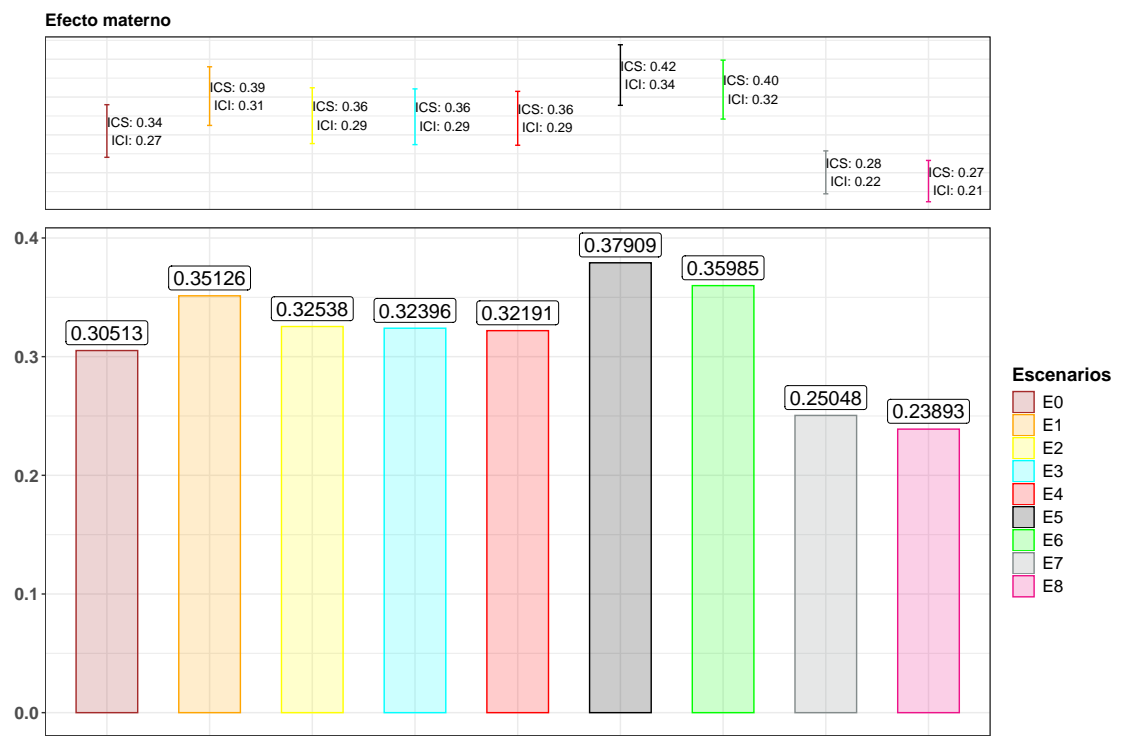 Efecto materno
ICS: 0.34
ICI: 0.27
ICS: 0.39
ICI: 0.31
ICS: 0.36
ICI: 0.29
ICS: 0.36
ICI: 0.29
ICS: 0.36
ICI: 0.29
ICS: 0.42
ICI: 0.34
ICS: 0.40
ICI: 0.32
ICS: 0.28
ICI: 0.22
ICS: 0.27
ICI: 0.21
0.4
0.3
0.2
0.1
0.0
0.30513
0.35126
0.32538
0.32396
0.32191
0.37909
0.35985
0.25048
0.23893
Escenarios
E0
E1
E2
E3
E4
E5
E6
E7
E8